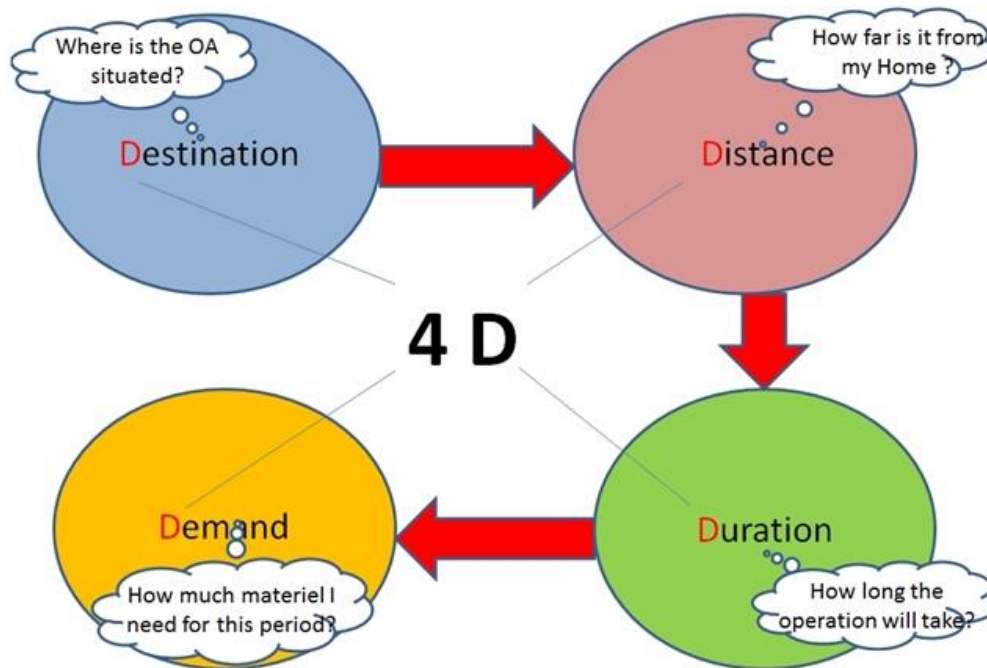 Where is the OA
situated?
Destination
How far is it from
my Home ?
Distance
4 D
Demand
How much materiel I
need for this period?
Duration
How long the
operation will take?